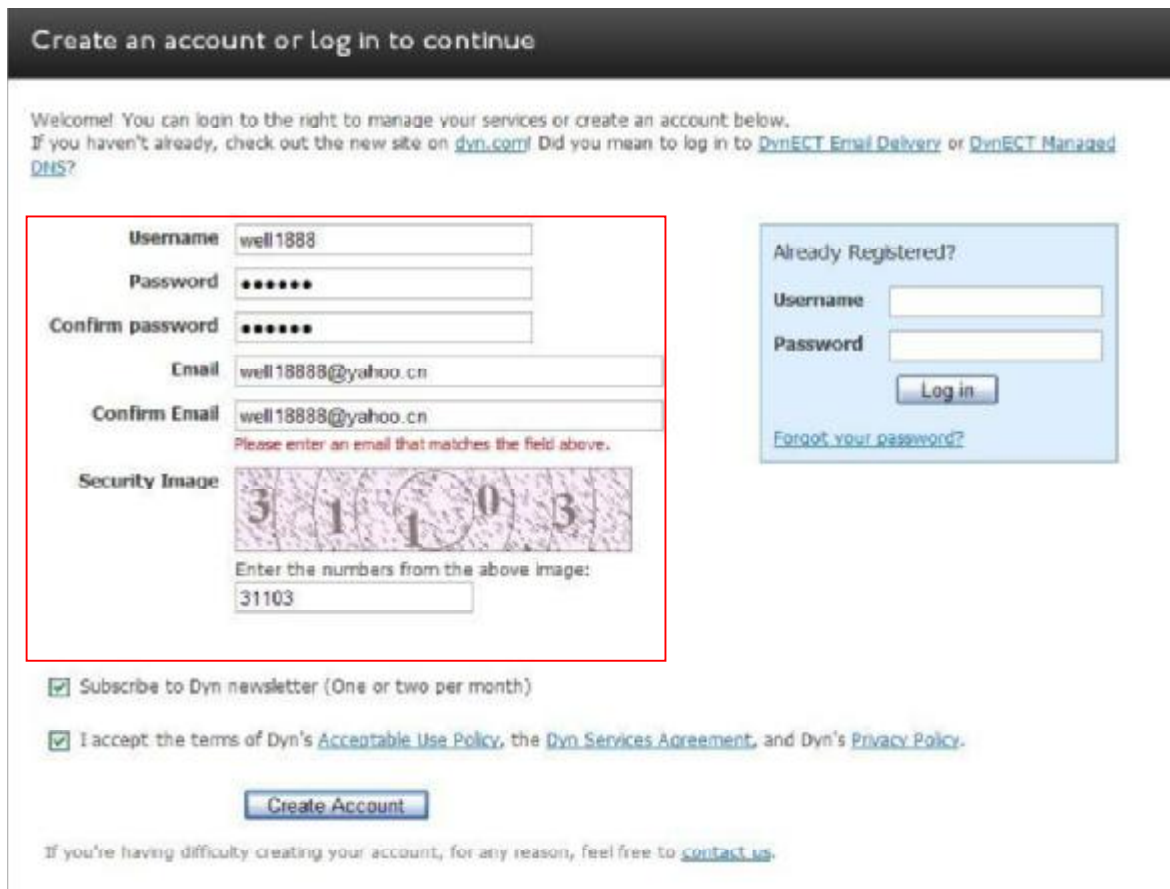 Create an account or log in to continue
Welcome! You can login to the right to manage your services or create an account below.
If you haven't already, check out the new site on dyn.com! Did you mean to log in to DynECT Email Delivery or DynECT Managed
DNS?
Username well1888
Password ●●●●●●
Confirm password ●●●●●●
Email well18888@yahoo.cn
Confirm Email well18888@yahoo.cn
Please enter an email that matches the field above.
Security Image 3 1 1 0 3
Enter the numbers from the above image:
31103
Already Registered?
Username
Password
Log in
Forgot your password?
Subscribe to Dyn newsletter (One or two per month)
I accept the terms of Dyn's Acceptable Use Policy, the Dyn Services Agreement, and Dyn's Privacy Policy.
Create Account
If you're having difficulty creating your account, for any reason, feel free to contact us.